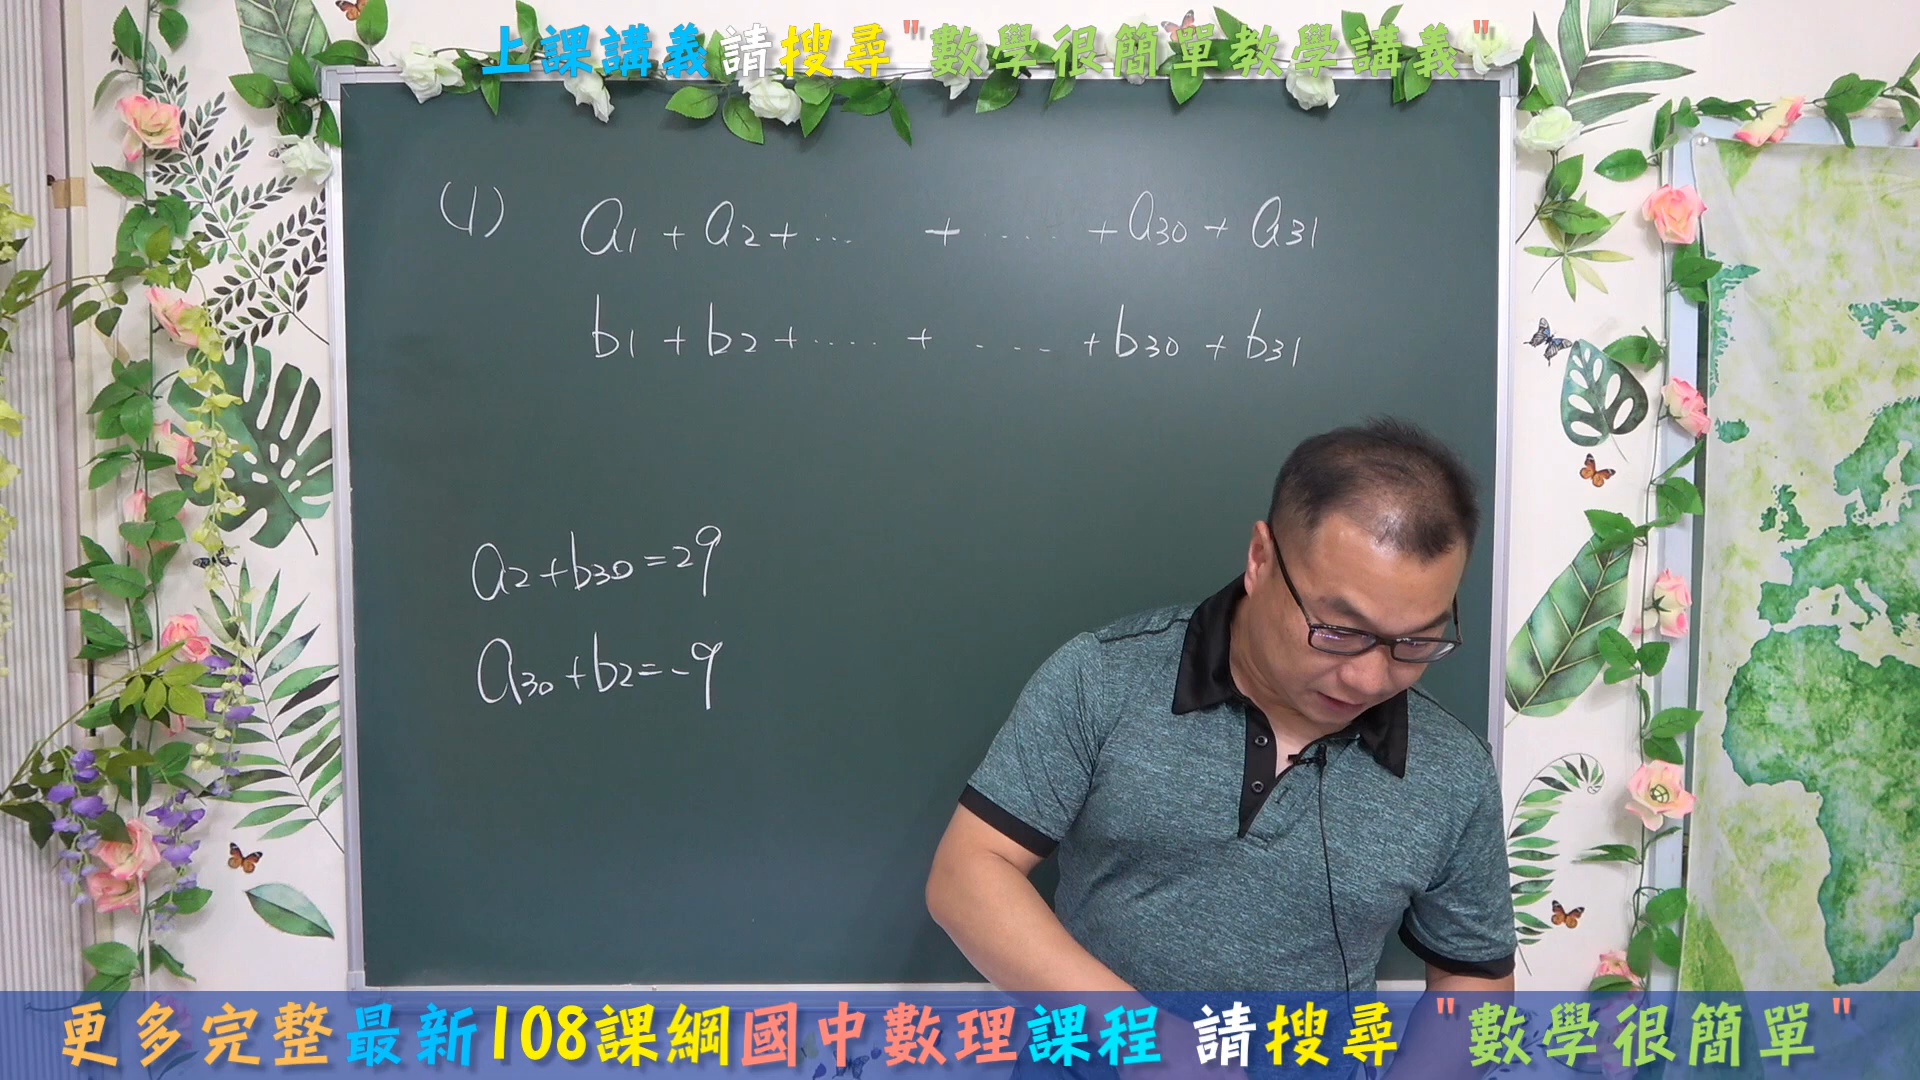 上課講義請搜尋"數學很簡單教學講義"
(1) a₁ + a₂ + ... + .... + a₃₀ + a₃₁
b₁ + b₂ + .... + .... + b₃₀ + b₃₁
a₂ + b₃₀ = 29
a₃₀ + b₂ = -9
更多完整最新108課綱國中數理課程 請搜尋 "數學很簡單"